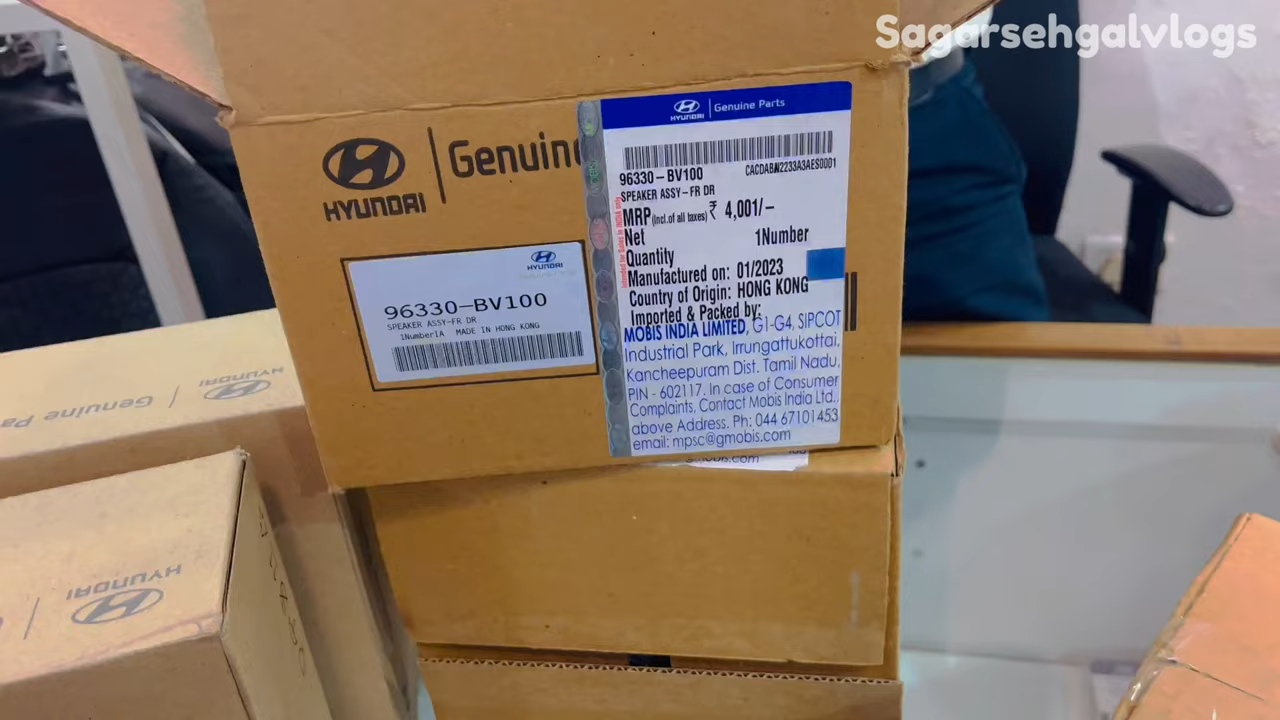 Sagarsehgalvlogs
HYUNDAI
Genuin
HYUNDAI | Genuine Parts
96330-BV100
CACDABN2233A3AES0001
SPEAKER ASSY-FR DR
MRP(Incl.of all taxes) ₹ 4,001/-
Net
Quantity
1Number
Manufactured on: 01/2023
Country of Origin: HONG KONG
Imported & Packed by:
MOBIS INDIA LIMITED, G1-G4, SIPCOT
Industrial Park, Irrungattukottai,
Kancheepuram Dist. Tamil Nadu,
PIN - 602117. In case of Consumer
Complaints, Contact Mobis India Ltd.,
above Address. Ph: 044 67101453
email: mpsc@gmobis.com
HYUNDAI
96330-BV100
SPEAKER ASSY-FR DR
1Number1A MADE IN HONG KONG
HYUNDAI
Genuine Pa
HYUNDAI